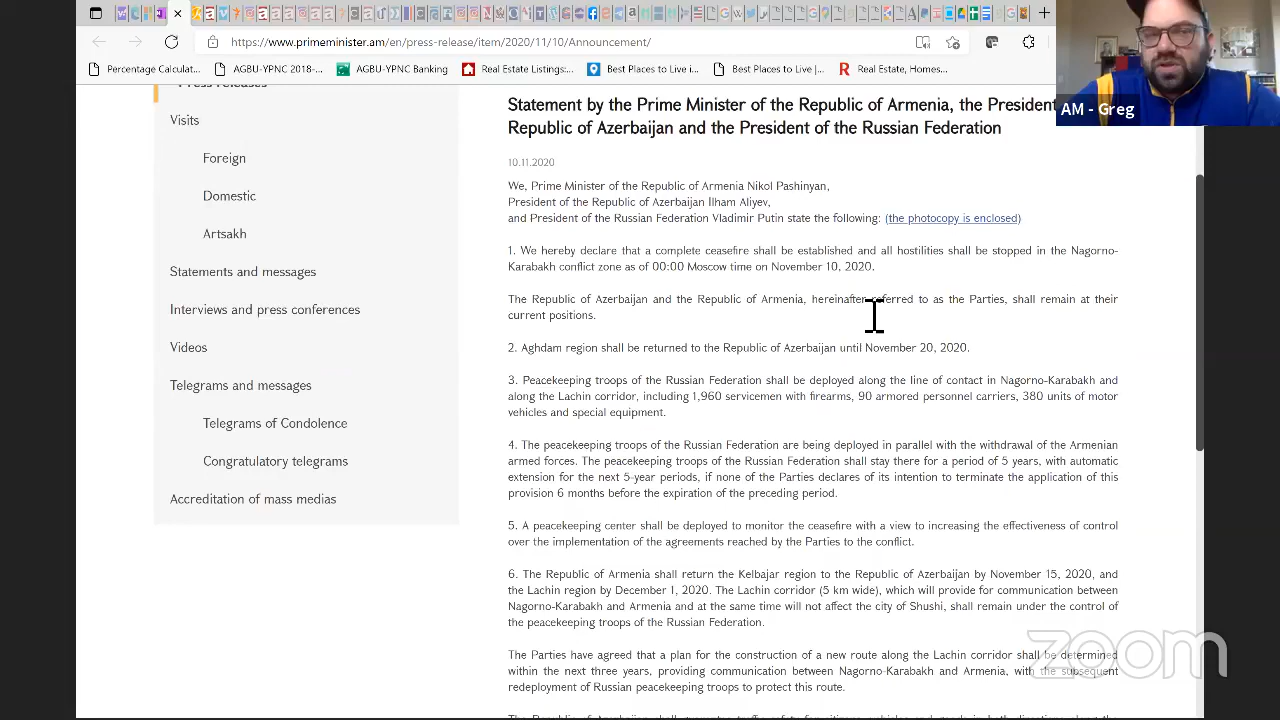 https://www.primeminister.am/en/press-release/item/2020/11/10/Announcement/
Percentage Calculat...
AGBU-YPNC 2018-...
AGBU-YPNC Banking
Real Estate Listings:...
Best Places to Live i...
Best Places to Live |...
Real Estate, Homes...
AM - Greg
Press releases
Visits
Foreign
Domestic
Artsakh
Statements and messages
Interviews and press conferences
Videos
Telegrams and messages
Telegrams of Condolence
Congratulatory telegrams
Accreditation of mass medias
Statement by the Prime Minister of the Republic of Armenia, the President
Republic of Azerbaijan and the President of the Russian Federation
10.11.2020
We, Prime Minister of the Republic of Armenia Nikol Pashinyan,
President of the Republic of Azerbaijan Ilham Aliyev,
and President of the Russian Federation Vladimir Putin state the following: (the photocopy is enclosed)
1. We hereby declare that a complete ceasefire shall be established and all hostilities shall be stopped in the Nagorno-
Karabakh conflict zone as of 00:00 Moscow time on November 10, 2020.
The Republic of Azerbaijan and the Republic of Armenia, hereinafter referred to as the Parties, shall remain at their
current positions.
2. Aghdam region shall be returned to the Republic of Azerbaijan until November 20, 2020.
3. Peacekeeping troops of the Russian Federation shall be deployed along the line of contact in Nagorno-Karabakh and
along the Lachin corridor, including 1,960 servicemen with firearms, 90 armored personnel carriers, 380 units of motor
vehicles and special equipment.
4. The peacekeeping troops of the Russian Federation are being deployed in parallel with the withdrawal of the Armenian
armed forces. The peacekeeping troops of the Russian Federation shall stay there for a period of 5 years, with automatic
extension for the next 5-year periods, if none of the Parties declares of its intention to terminate the application of this
provision 6 months before the expiration of the preceding period.
5. A peacekeeping center shall be deployed to monitor the ceasefire with a view to increasing the effectiveness of control
over the implementation of the agreements reached by the Parties to the conflict.
6. The Republic of Armenia shall return the Kelbajar region to the Republic of Azerbaijan by November 15, 2020, and
the Lachin region by December 1, 2020. The Lachin corridor (5 km wide), which will provide for communication between
Nagorno-Karabakh and Armenia and at the same time will not affect the city of Shushi, shall remain under the control of
the peacekeeping troops of the Russian Federation.
The Parties have agreed that a plan for the construction of a new route along the Lachin corridor shall be determined
within the next three years, providing communication between Nagorno-Karabakh and Armenia, with the subsequent
redeployment of Russian peacekeeping troops to protect this route.
zoom